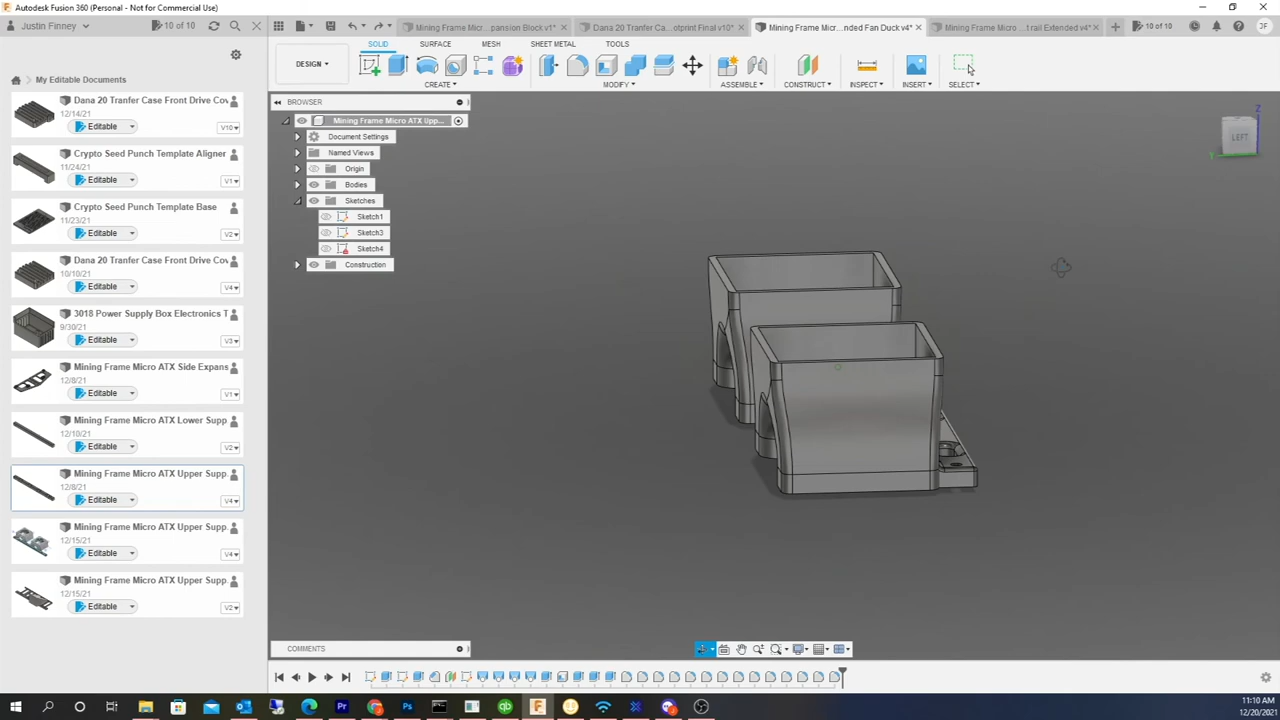 Autodesk Fusion 360 (Personal - Not for Commercial Use)
Justin Finney
10 of 10
Mining Frame Micr...pansion Block v1*
Dana 20 Tranfer Ca...otprint Final v10*
Mining Frame Micr...nded Fan Duck v4*
Mining Frame Micro ...t rail Extended v4*
10 of 10
JF
My Editable Documents
Dana 20 Tranfer Case Front Drive Cov
12/14/21
Editable
V10
Crypto Seed Punch Template Aligner
11/24/21
Editable
V1
Crypto Seed Punch Template Base
11/23/21
Editable
V2
Dana 20 Tranfer Case Front Drive Cov
10/10/21
Editable
V4
3018 Power Supply Box Electronics T
9/30/21
Editable
V3
Mining Frame Micro ATX Side Expans
12/8/21
Editable
V1
Mining Frame Micro ATX Lower Supp
12/10/21
Editable
V2
Mining Frame Micro ATX Upper Supp
12/8/21
Editable
V4
Mining Frame Micro ATX Upper Supp
12/15/21
Editable
V4
Mining Frame Micro ATX Upper Supp
12/15/21
Editable
V2
DESIGN
SOLID
SURFACE
MESH
SHEET METAL
TOOLS
CREATE
MODIFY
ASSEMBLE
CONSTRUCT
INSPECT
INSERT
SELECT
BROWSER
Mining Frame Micro ATX Upp...
Document Settings
Named Views
Origin
Bodies
Sketches
Sketch1
Sketch3
Sketch4
Construction
LEFT
Z
Y
COMMENTS
11:10 AM
12/20/2021